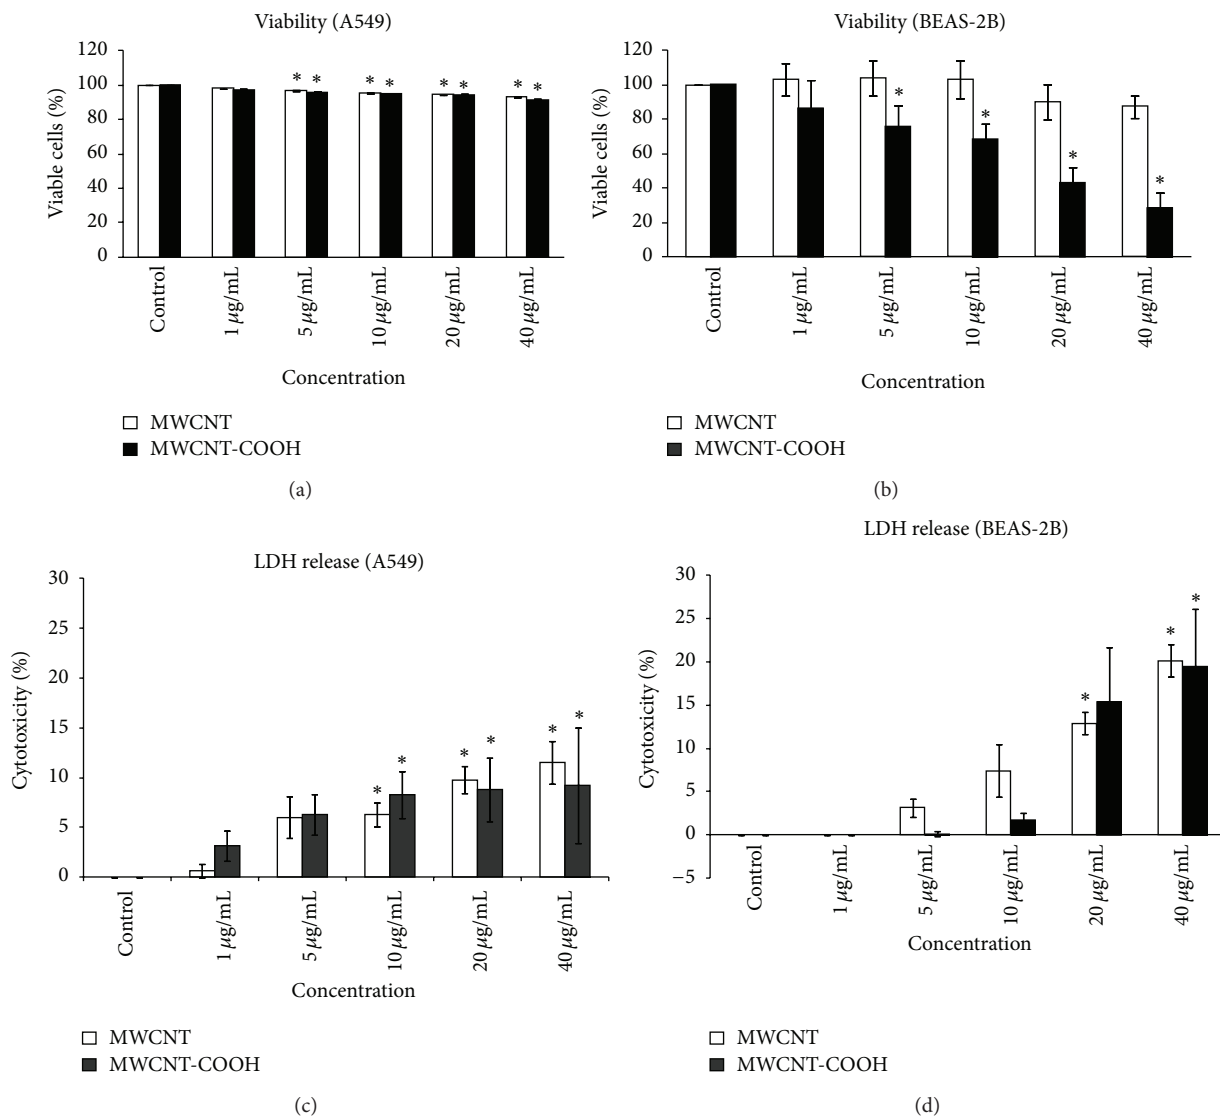 Viability (A549)
120
100
80
60
40
20
0
Viable cells (%)
* * * * * * * *
Control
1 µg/mL
5 µg/mL
10 µg/mL
20 µg/mL
40 µg/mL
Concentration
MWCNT
MWCNT-COOH
(a)
Viability (BEAS-2B)
120
100
80
60
40
20
0
Viable cells (%)
* * * *
Control
1 µg/mL
5 µg/mL
10 µg/mL
20 µg/mL
40 µg/mL
Concentration
MWCNT
MWCNT-COOH
(b)
LDH release (A549)
30
25
20
15
10
5
0
Cytotoxicity (%)
* * * * * *
Control
1 µg/mL
5 µg/mL
10 µg/mL
20 µg/mL
40 µg/mL
Concentration
MWCNT
MWCNT-COOH
(c)
LDH release (BEAS-2B)
30
25
20
15
10
5
0
−5
Cytotoxicity (%)
* * *
Control
1 µg/mL
5 µg/mL
10 µg/mL
20 µg/mL
40 µg/mL
Concentration
MWCNT
MWCNT-COOH
(d)